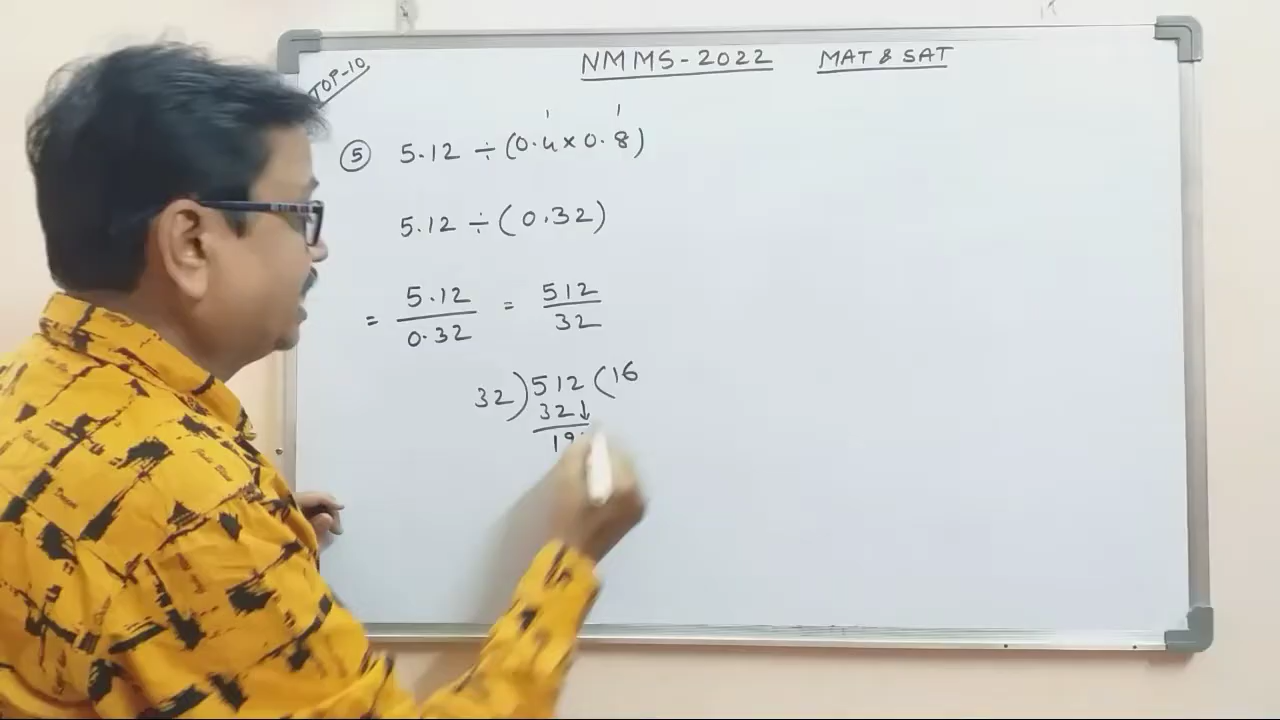 TOP-10
NMMS-2022 MAT & SAT
⑤ 5.12 ÷ (0.4 × 0.8)
5.12 ÷ (0.32)
= 5.12/0.32 = 512/32
32)512(16
32↓
19